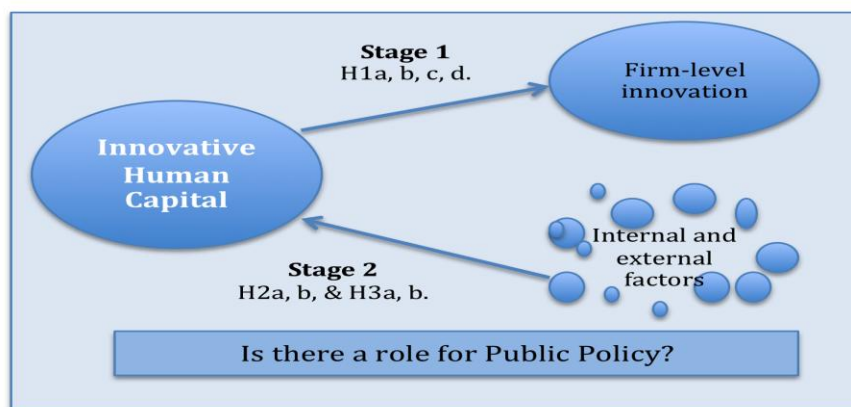 Stage 1
H1a, b, c, d.
Firm-level
innovation
Innovative
Human
Capital
Internal and
external
factors
Stage 2
H2a, b, & H3a, b.
Is there a role for Public Policy?